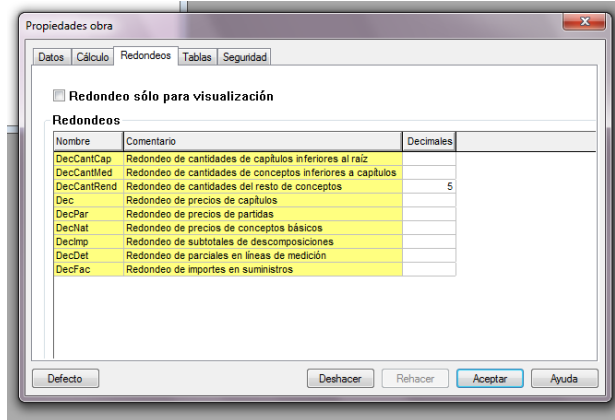 Propiedades obra
Datos Cálculo Redondeos Tablas Seguridad
Redondeo sólo para visualización
Redondeos
Nombre Comentario Decimales
DecCantCap Redondeo de cantidades de capítulos inferiores al raíz
DecCantMed Redondeo de cantidades de conceptos inferiores a capítulos
DecCantRend Redondeo de cantidades del resto de conceptos 5
Dec Redondeo de precios de capítulos
DecPar Redondeo de precios de partidas
DecNat Redondeo de precios de conceptos básicos
DecImp Redondeo de subtotales de descomposiciones
DecDet Redondeo de parciales en líneas de medición
DecFac Redondeo de importes en suministros
Defecto Deshacer Rehacer Aceptar Ayuda